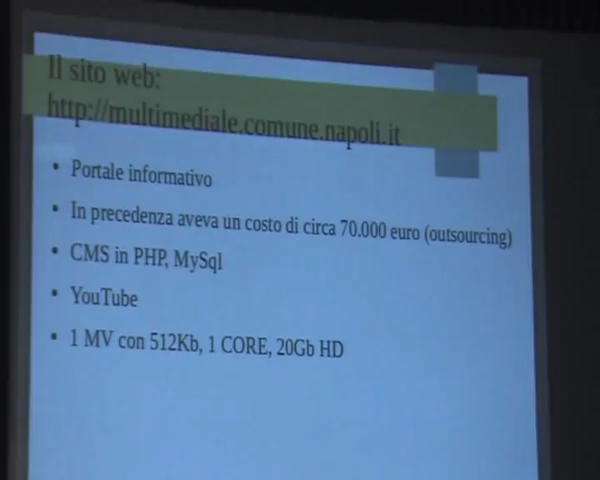 Il sito web:
http://multimediale.comune.napoli.it
• Portale informativo
• In precedenza aveva un costo di circa 70.000 euro (outsourcing)
• CMS in PHP, MySql
• YouTube
• 1 MV con 512Kb, 1 CORE, 20Gb HD